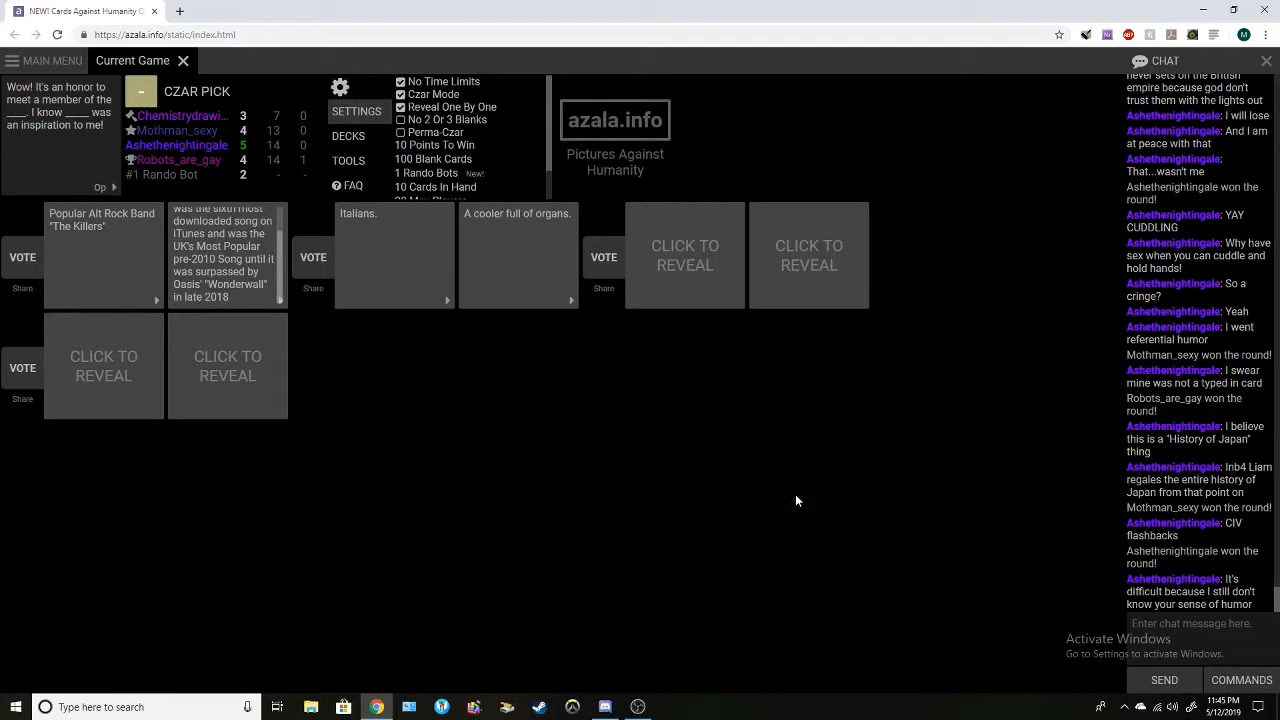 NEW! Cards Against Humanity O
azala.info/static/index.html
MAIN MENU
Current Game
CHAT
Wow! It's an honor to
meet a member of the
____. I know _____ was
an inspiration to me!
Op
-
CZAR PICK
Chemistrydrawi... 3 7 0
Mothman_sexy 4 13 0
Ashethenightingale 5 14 0
Robots_are_gay 4 14 1
#1 Rando Bot 2 - -
SETTINGS
DECKS
TOOLS
FAQ
No Time Limits
Czar Mode
Reveal One By One
No 2 Or 3 Blanks
Perma-Czar
10 Points To Win
100 Blank Cards
1 Rando Bots New!
10 Cards In Hand
azala.info
Pictures Against
Humanity
VOTE
Share
Popular Alt Rock Band
"The Killers"
was the sixth most
downloaded song on
iTunes and was the
UK's Most Popular
pre-2010 Song until it
was surpassed by
Oasis' "Wonderwall"
in late 2018
VOTE
Share
Italians.
A cooler full of organs.
VOTE
Share
CLICK TO
REVEAL
CLICK TO
REVEAL
VOTE
Share
CLICK TO
REVEAL
CLICK TO
REVEAL
never sets on the British
empire because god don't
trust them with the lights out
Ashethenightingale: I will lose
Ashethenightingale: And I am
at peace with that
Ashethenightingale:
That...wasn't me
Ashethenightingale won the
round!
Ashethenightingale: YAY
CUDDLING
Ashethenightingale: Why have
sex when you can cuddle and
hold hands!
Ashethenightingale: So a
cringe?
Ashethenightingale: Yeah
Ashethenightingale: I went
referential humor
Mothman_sexy won the round!
Ashethenightingale: I swear
mine was not a typed in card
Robots_are_gay won the
round!
Ashethenightingale: I believe
this is a "History of Japan"
thing
Ashethenightingale: Inb4 Liam
regales the entire history of
Japan from that point on
Mothman_sexy won the round!
Ashethenightingale: CIV
flashbacks
Ashethenightingale won the
round!
Ashethenightingale: It's
difficult because I still don't
know your sense of humor
Enter chat message here.
Activate Windows
Go to Settings to activate Windows.
SEND
COMMANDS
Type here to search
11:45 PM
5/12/2019